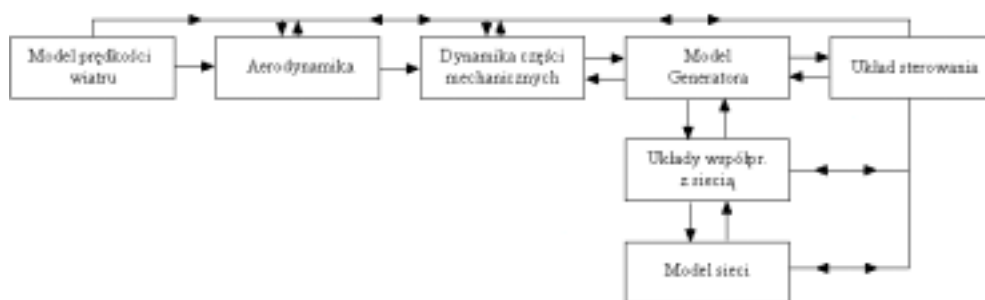 Model prędkości
wiatru
Aerodynamika
Dynamika części
mechanicznych
Model
Generatora
Układ sterowania
Układy współpr.
z siecią
Model sieci